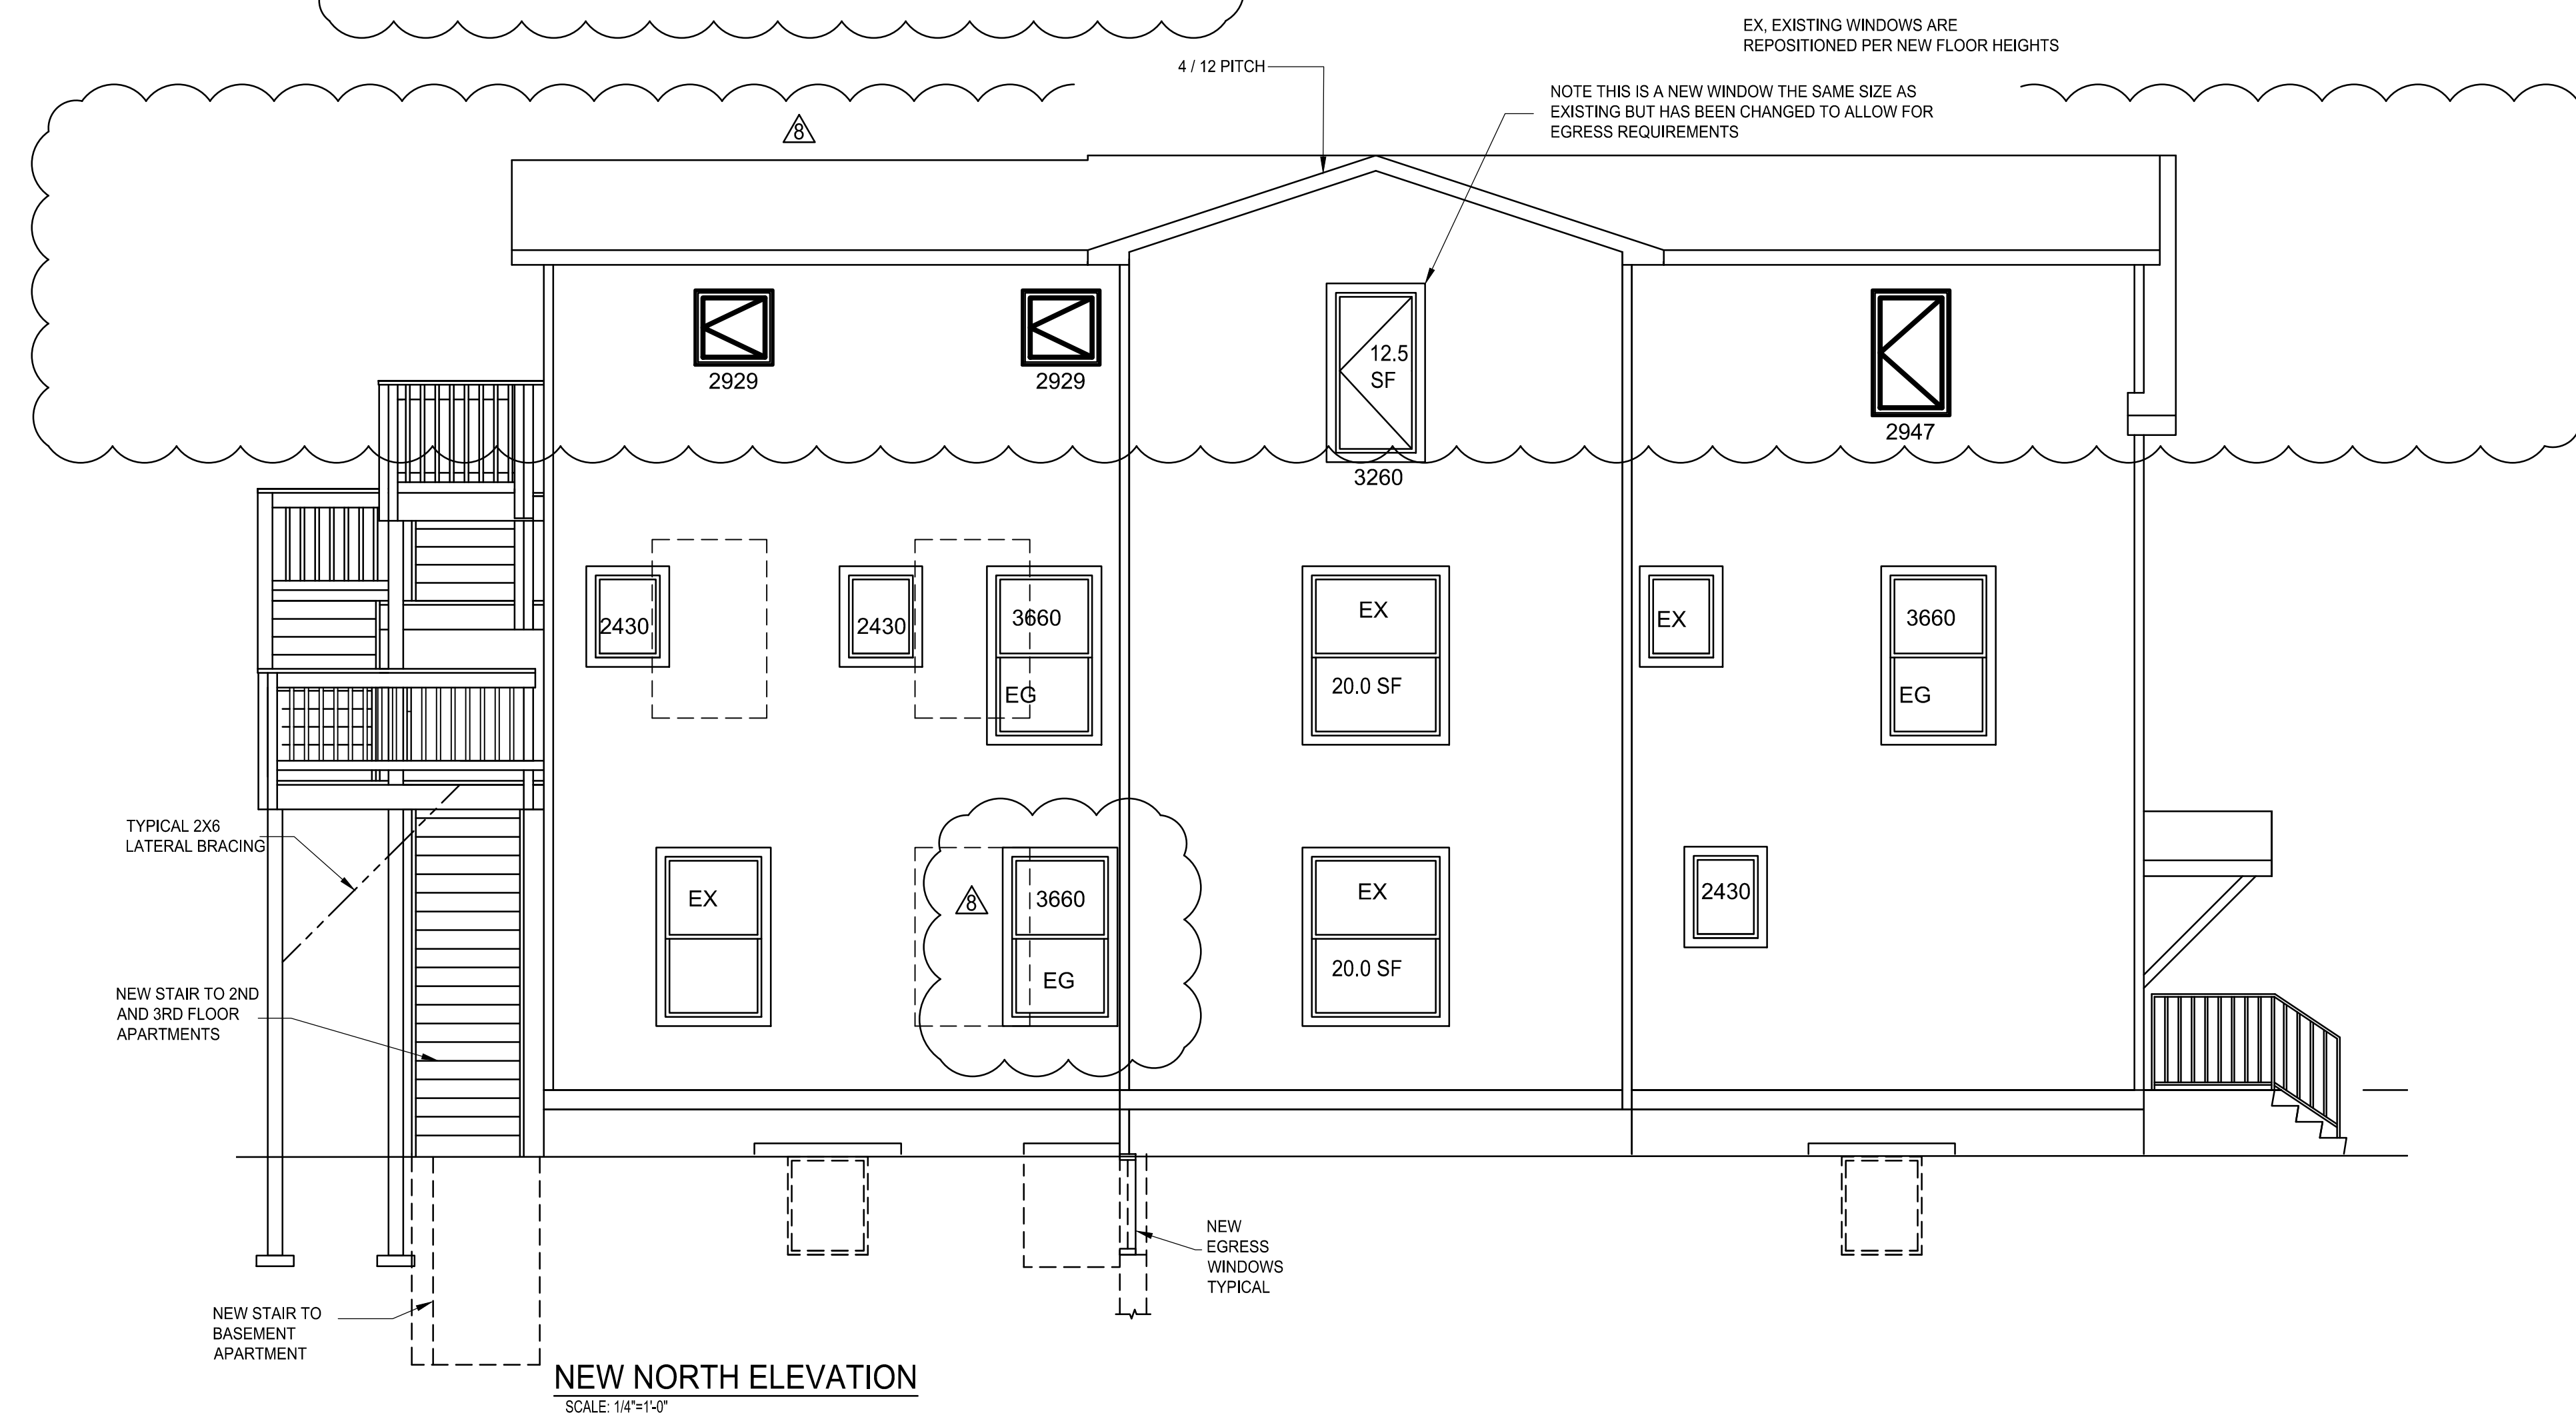 EX, EXISTING WINDOWS ARE
REPOSITIONED PER NEW FLOOR HEIGHTS
4 / 12 PITCH
NOTE THIS IS A NEW WINDOW THE SAME SIZE AS
EXISTING BUT HAS BEEN CHANGED TO ALLOW FOR
EGRESS REQUIREMENTS
8
12.5
SF
2929
2929
2947
3260
2430
2430
3660
EG
EX
20.0 SF
EX
3660
EG
TYPICAL 2X6
LATERAL BRACING
EX
8
3660
EG
EX
20.0 SF
2430
NEW STAIR TO 2ND
AND 3RD FLOOR
APARTMENTS
NEW
EGRESS
WINDOWS
TYPICAL
NEW STAIR TO
BASEMENT
APARTMENT
NEW NORTH ELEVATION
SCALE: 1/4"=1'-0"